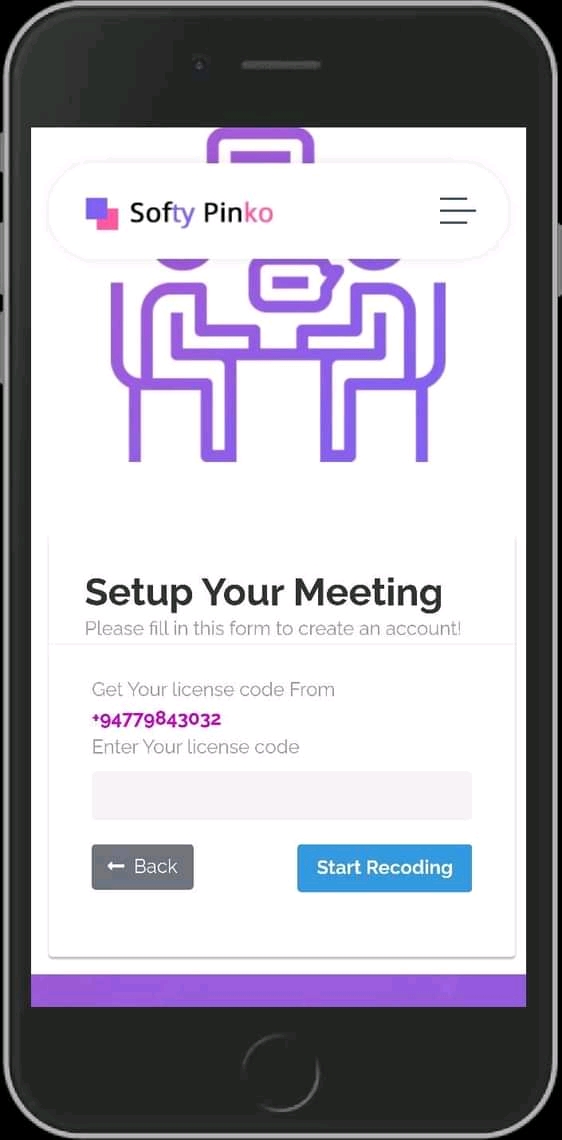 Softy Pinko
Setup Your Meeting
Please fill in this form to create an account!
Get Your license code From
+94779843032
Enter Your license code
Back
Start Recoding